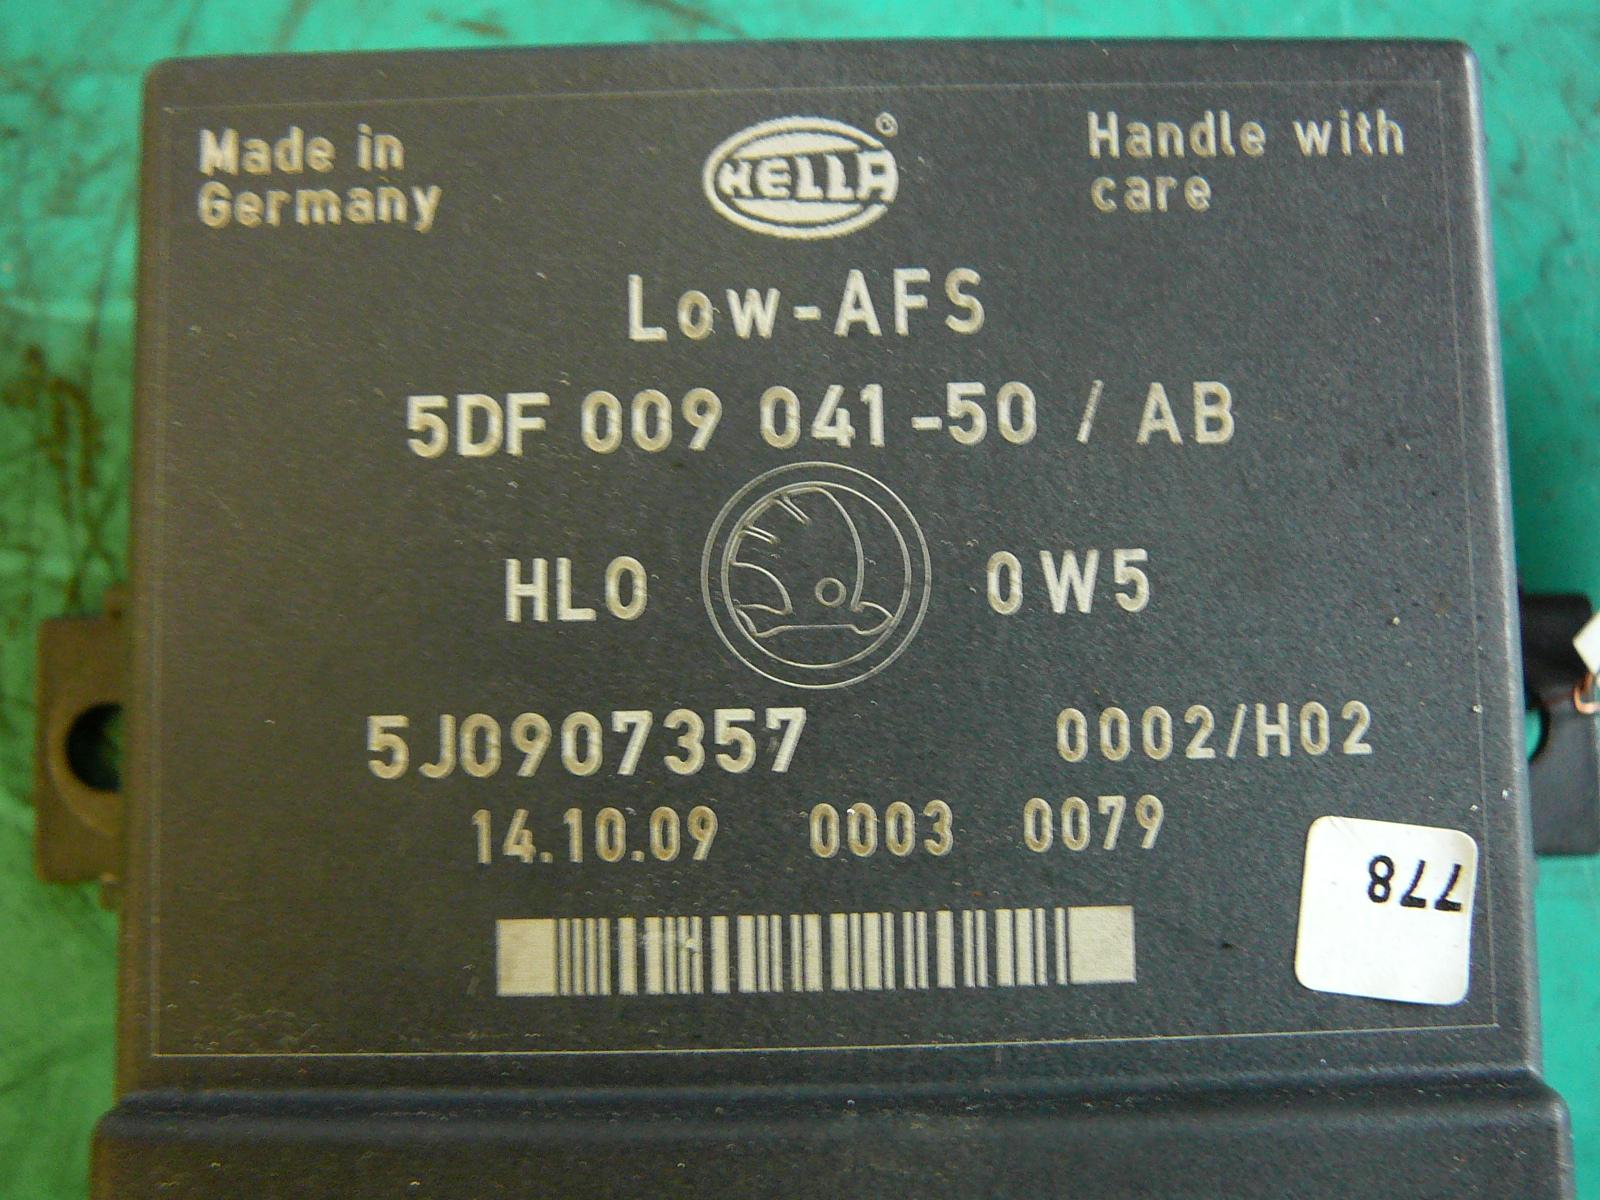 Made in
Germany
HELLA®
Handle with
care
Low-AFS
5DF 009 041-50 / AB
HL0 0W5
5J0907357 0002/H02
14.10.09 0003 0079
778